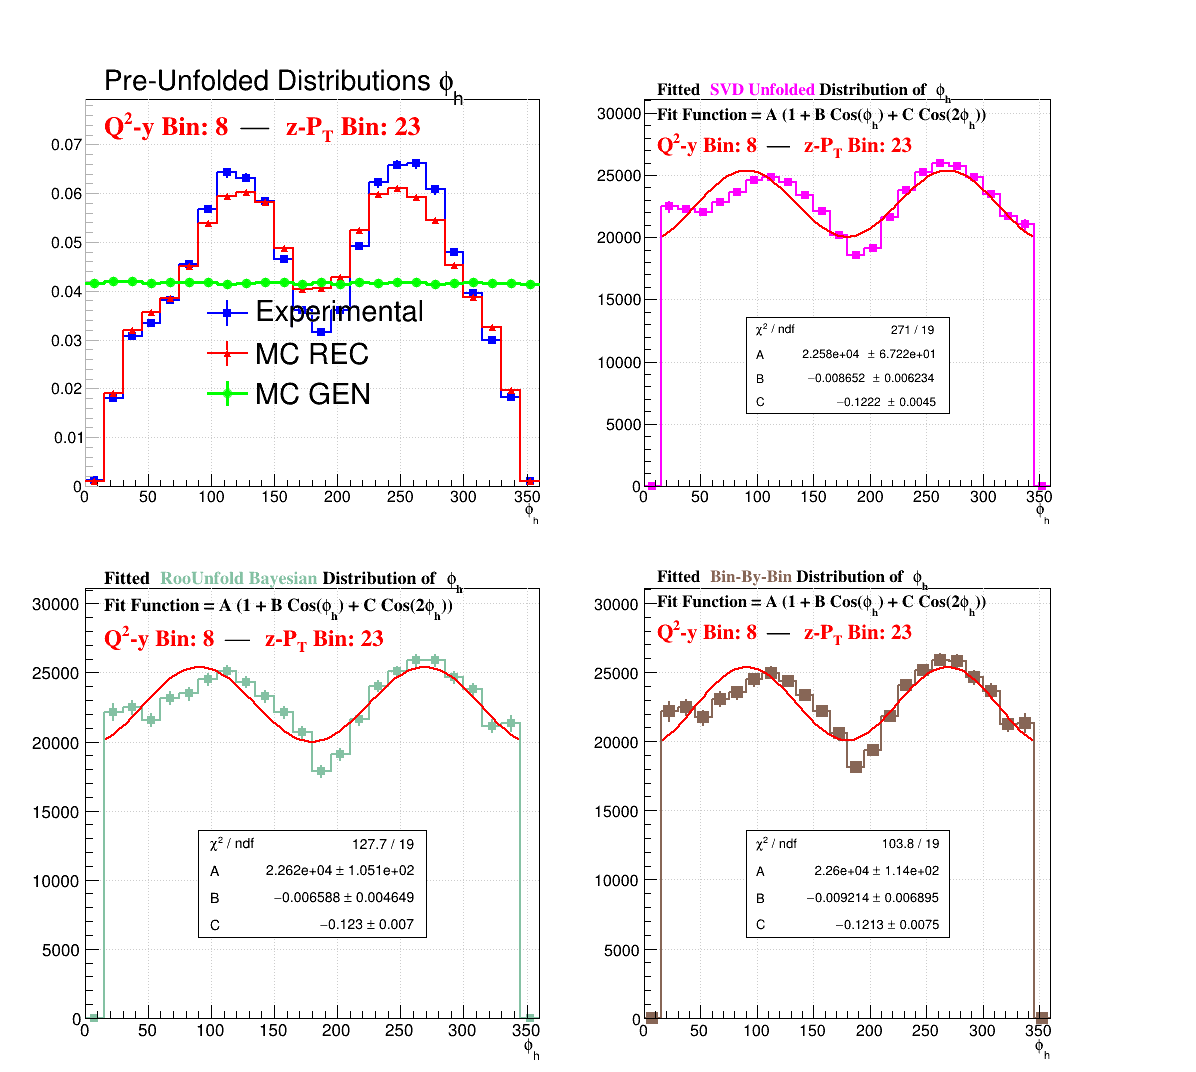 Pre-Unfolded Distributions ϕh
Q²-y Bin: 8 — z-PT Bin: 23
0.07
0.06
0.05
0.04
0.03
0.02
0.01
0
Experimental
MC REC
MC GEN
0 50 100 150 200 250 300 350
ϕh
Fitted SVD Unfolded Distribution of ϕh
Fit Function = A (1 + B Cos(ϕh) + C Cos(2ϕh))
Q²-y Bin: 8 — z-PT Bin: 23
30000
25000
20000
15000
10000
5000
0
χ² / ndf 271 / 19
A 2.258e+04 ± 6.722e+01
B −0.008652 ± 0.006234
C −0.1222 ± 0.0045
0 50 100 150 200 250 300 350
ϕh
Fitted RooUnfold Bayesian Distribution of ϕh
Fit Function = A (1 + B Cos(ϕh) + C Cos(2ϕh))
Q²-y Bin: 8 — z-PT Bin: 23
30000
25000
20000
15000
10000
5000
0
χ² / ndf 127.7 / 19
A 2.262e+04 ± 1.051e+02
B −0.006588 ± 0.004649
C −0.123 ± 0.007
0 50 100 150 200 250 300 350
ϕh
Fitted Bin-By-Bin Distribution of ϕh
Fit Function = A (1 + B Cos(ϕh) + C Cos(2ϕh))
Q²-y Bin: 8 — z-PT Bin: 23
30000
25000
20000
15000
10000
5000
0
χ² / ndf 103.8 / 19
A 2.26e+04 ± 1.14e+02
B −0.009214 ± 0.006895
C −0.1213 ± 0.0075
0 50 100 150 200 250 300 350
ϕh